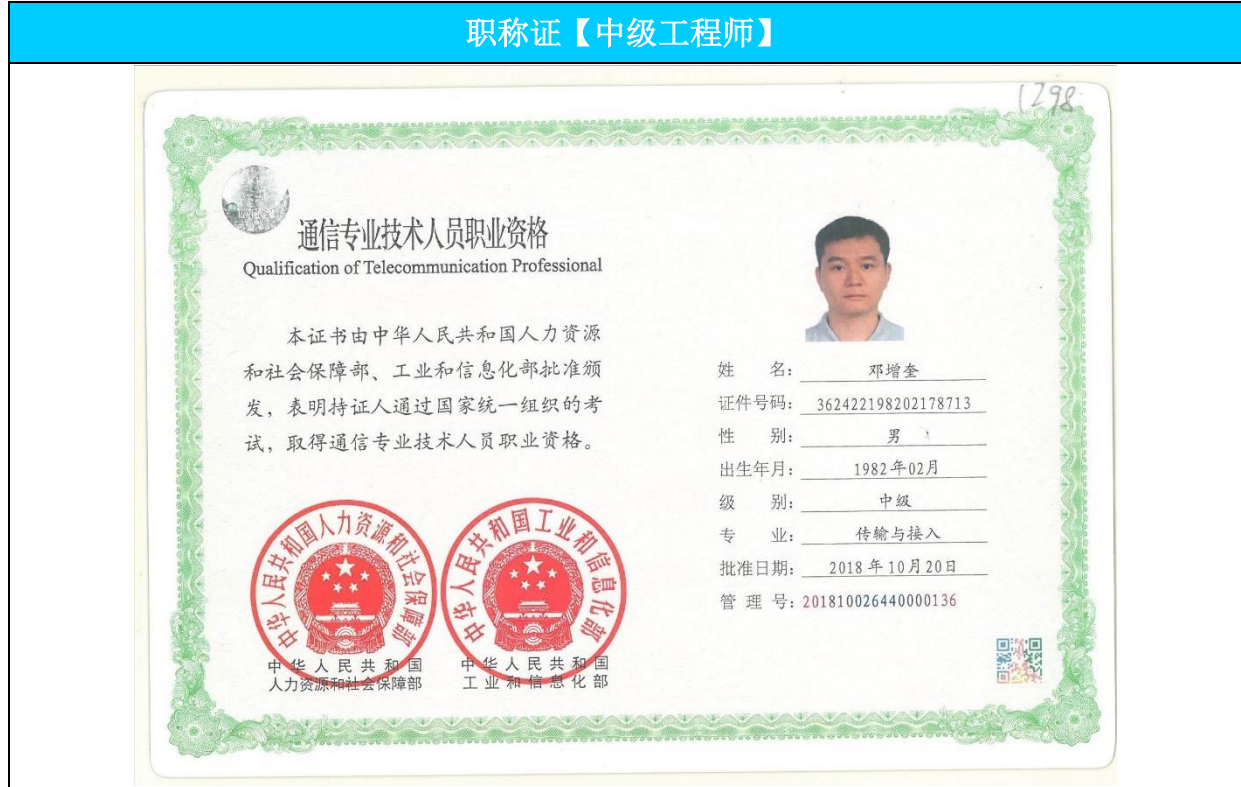 职称证【中级工程师】
1298
通信专业技术人员职业资格
Qualification of Telecommunication Professional
本证书由中华人民共和国人力资源
和社会保障部、工业和信息化部批准颁
发，表明持证人通过国家统一组织的考
试，取得通信专业技术人员职业资格。
中华人民共和国人力资源和社会保障部
中华人民共和国工业和信息化部
中华人民共和国
人力资源和社会保障部
中华人民共和国
工业和信息化部
姓 名： 邓增奎
证件号码： 362422198202178713
性 别： 男
出生年月： 1982年02月
级 别： 中级
专 业： 传输与接入
批准日期： 2018年10月20日
管 理 号：201810026440000136